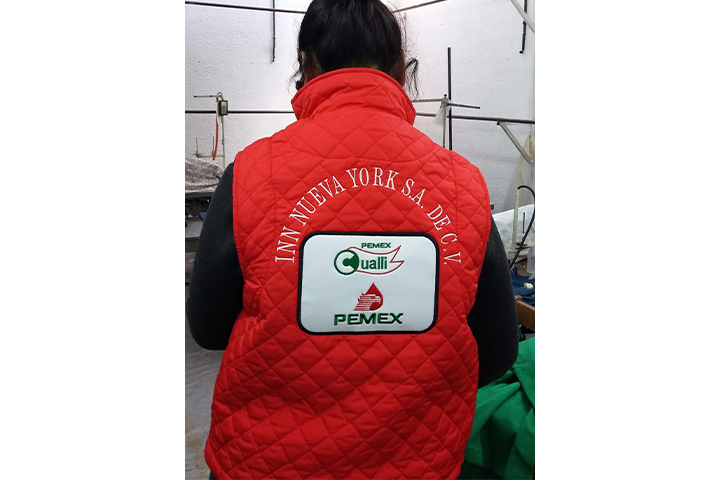 INN NUEVA YORK S.A. DE C.V.
PEMEX
Cualli
PEMEX